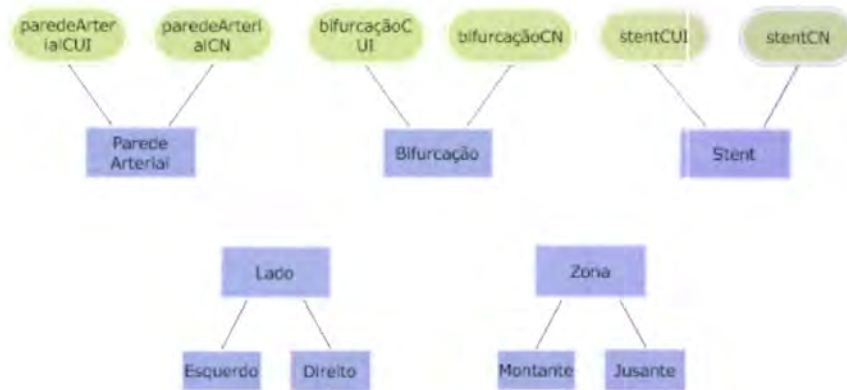 paredeArter
ialCUI
paredeArteri
alCN
bifurcaçãoC
UI
bifurcaçãoCN
stentCUI
stentCN
Parede
Arterial
Bifurcação
Stent
Lado
Zona
Esquerdo
Direito
Montante
Jusante